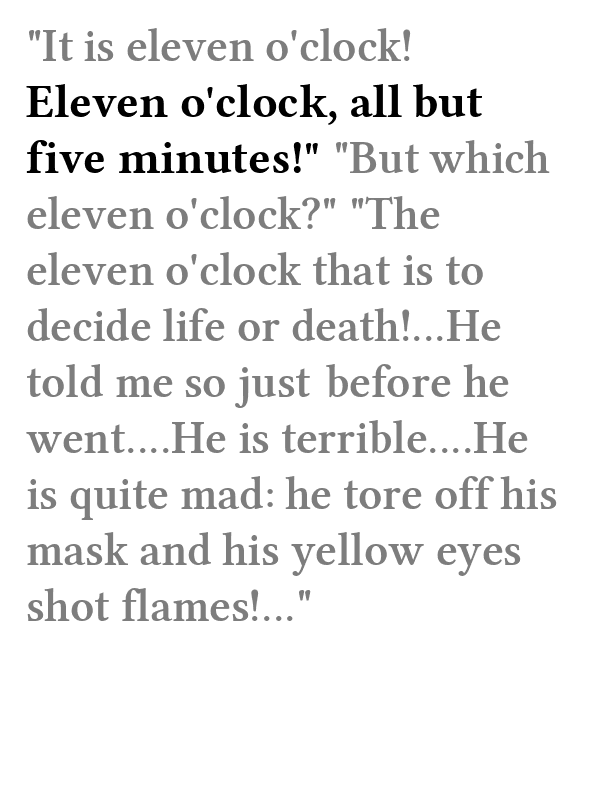 "It is eleven o'clock!
Eleven o'clock, all but
five minutes!" "But which
eleven o'clock?" "The
eleven o'clock that is to
decide life or death!...He
told me so just before he
went....He is terrible....He
is quite mad: he tore off his
mask and his yellow eyes
shot flames!..."